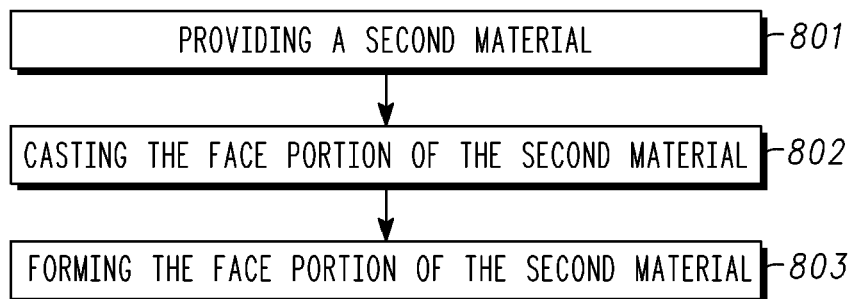 PROVIDING A SECOND MATERIAL 801
CASTING THE FACE PORTION OF THE SECOND MATERIAL 802
FORMING THE FACE PORTION OF THE SECOND MATERIAL 803